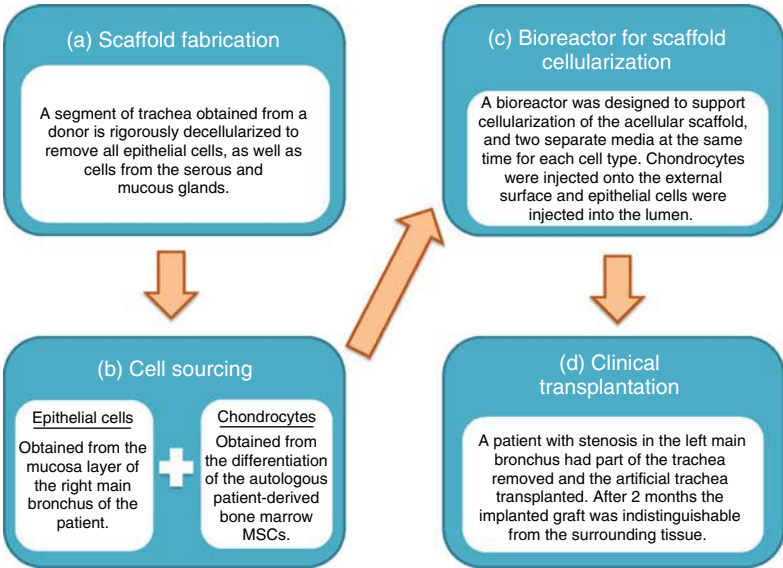 (a) Scaffold fabrication
A segment of trachea obtained from a
donor is rigorously decellularized to
remove all epithelial cells, as well as
cells from the serous and
mucous glands.
(b) Cell sourcing
Epithelial cells
Obtained from the
mucosa layer of
the right main
bronchus of the
patient.
Chondrocytes
Obtained from
the differentiation
of the autologous
patient-derived
bone marrow
MSCs.
(c) Bioreactor for scaffold
cellularization
A bioreactor was designed to support
cellularization of the acellular scaffold,
and two separate media at the same
time for each cell type. Chondrocytes
were injected onto the external
surface and epithelial cells were
injected into the lumen.
(d) Clinical
transplantation
A patient with stenosis in the left main
bronchus had part of the trachea
removed and the artificial trachea
transplanted. After 2 months the
implanted graft was indistinguishable
from the surrounding tissue.